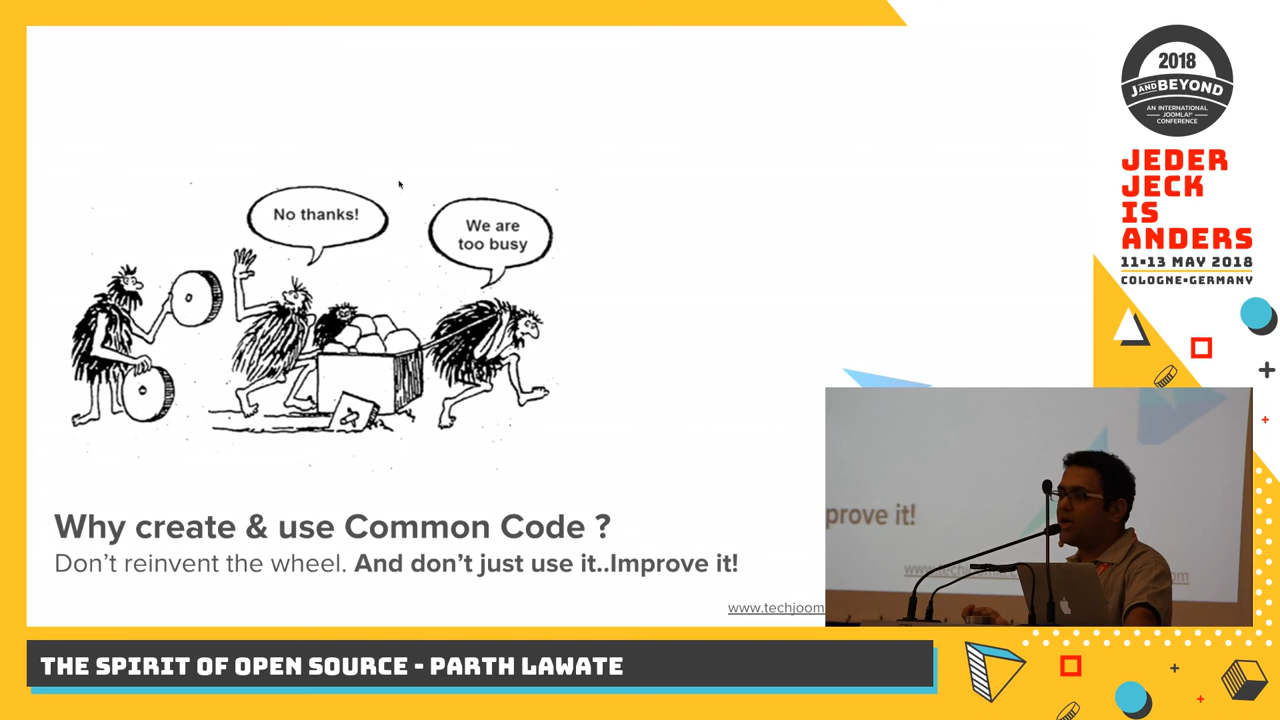 2018
J AND BEYOND
AN INTERNATIONAL
JOOMLA!®
CONFERENCE
JEDER
JECK
IS
ANDERS
11-13 MAY 2018
COLOGNE-GERMANY
No thanks!
We are
too busy
Why create & use Common Code ?
Don't reinvent the wheel. And don't just use it..Improve it!
www.techjoom
prove it!
THE SPIRIT OF OPEN SOURCE - PARTH LAWATE